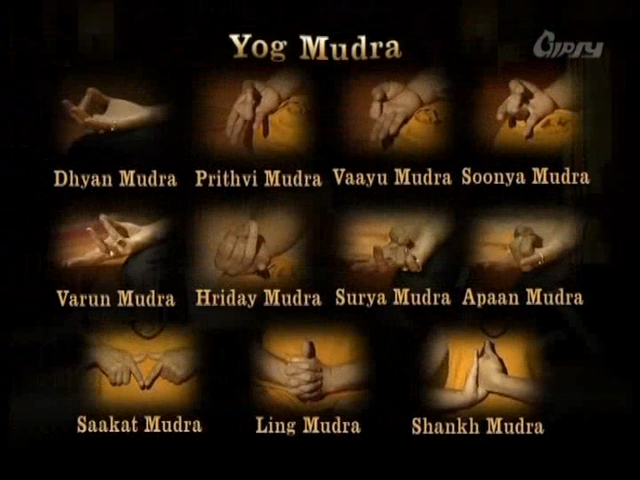 Yog Mudra
GIPSY
Dhyan Mudra
Prithvi Mudra
Vaayu Mudra
Soonya Mudra
Varun Mudra
Hriday Mudra
Surya Mudra
Apaan Mudra
Saakat Mudra
Ling Mudra
Shankh Mudra